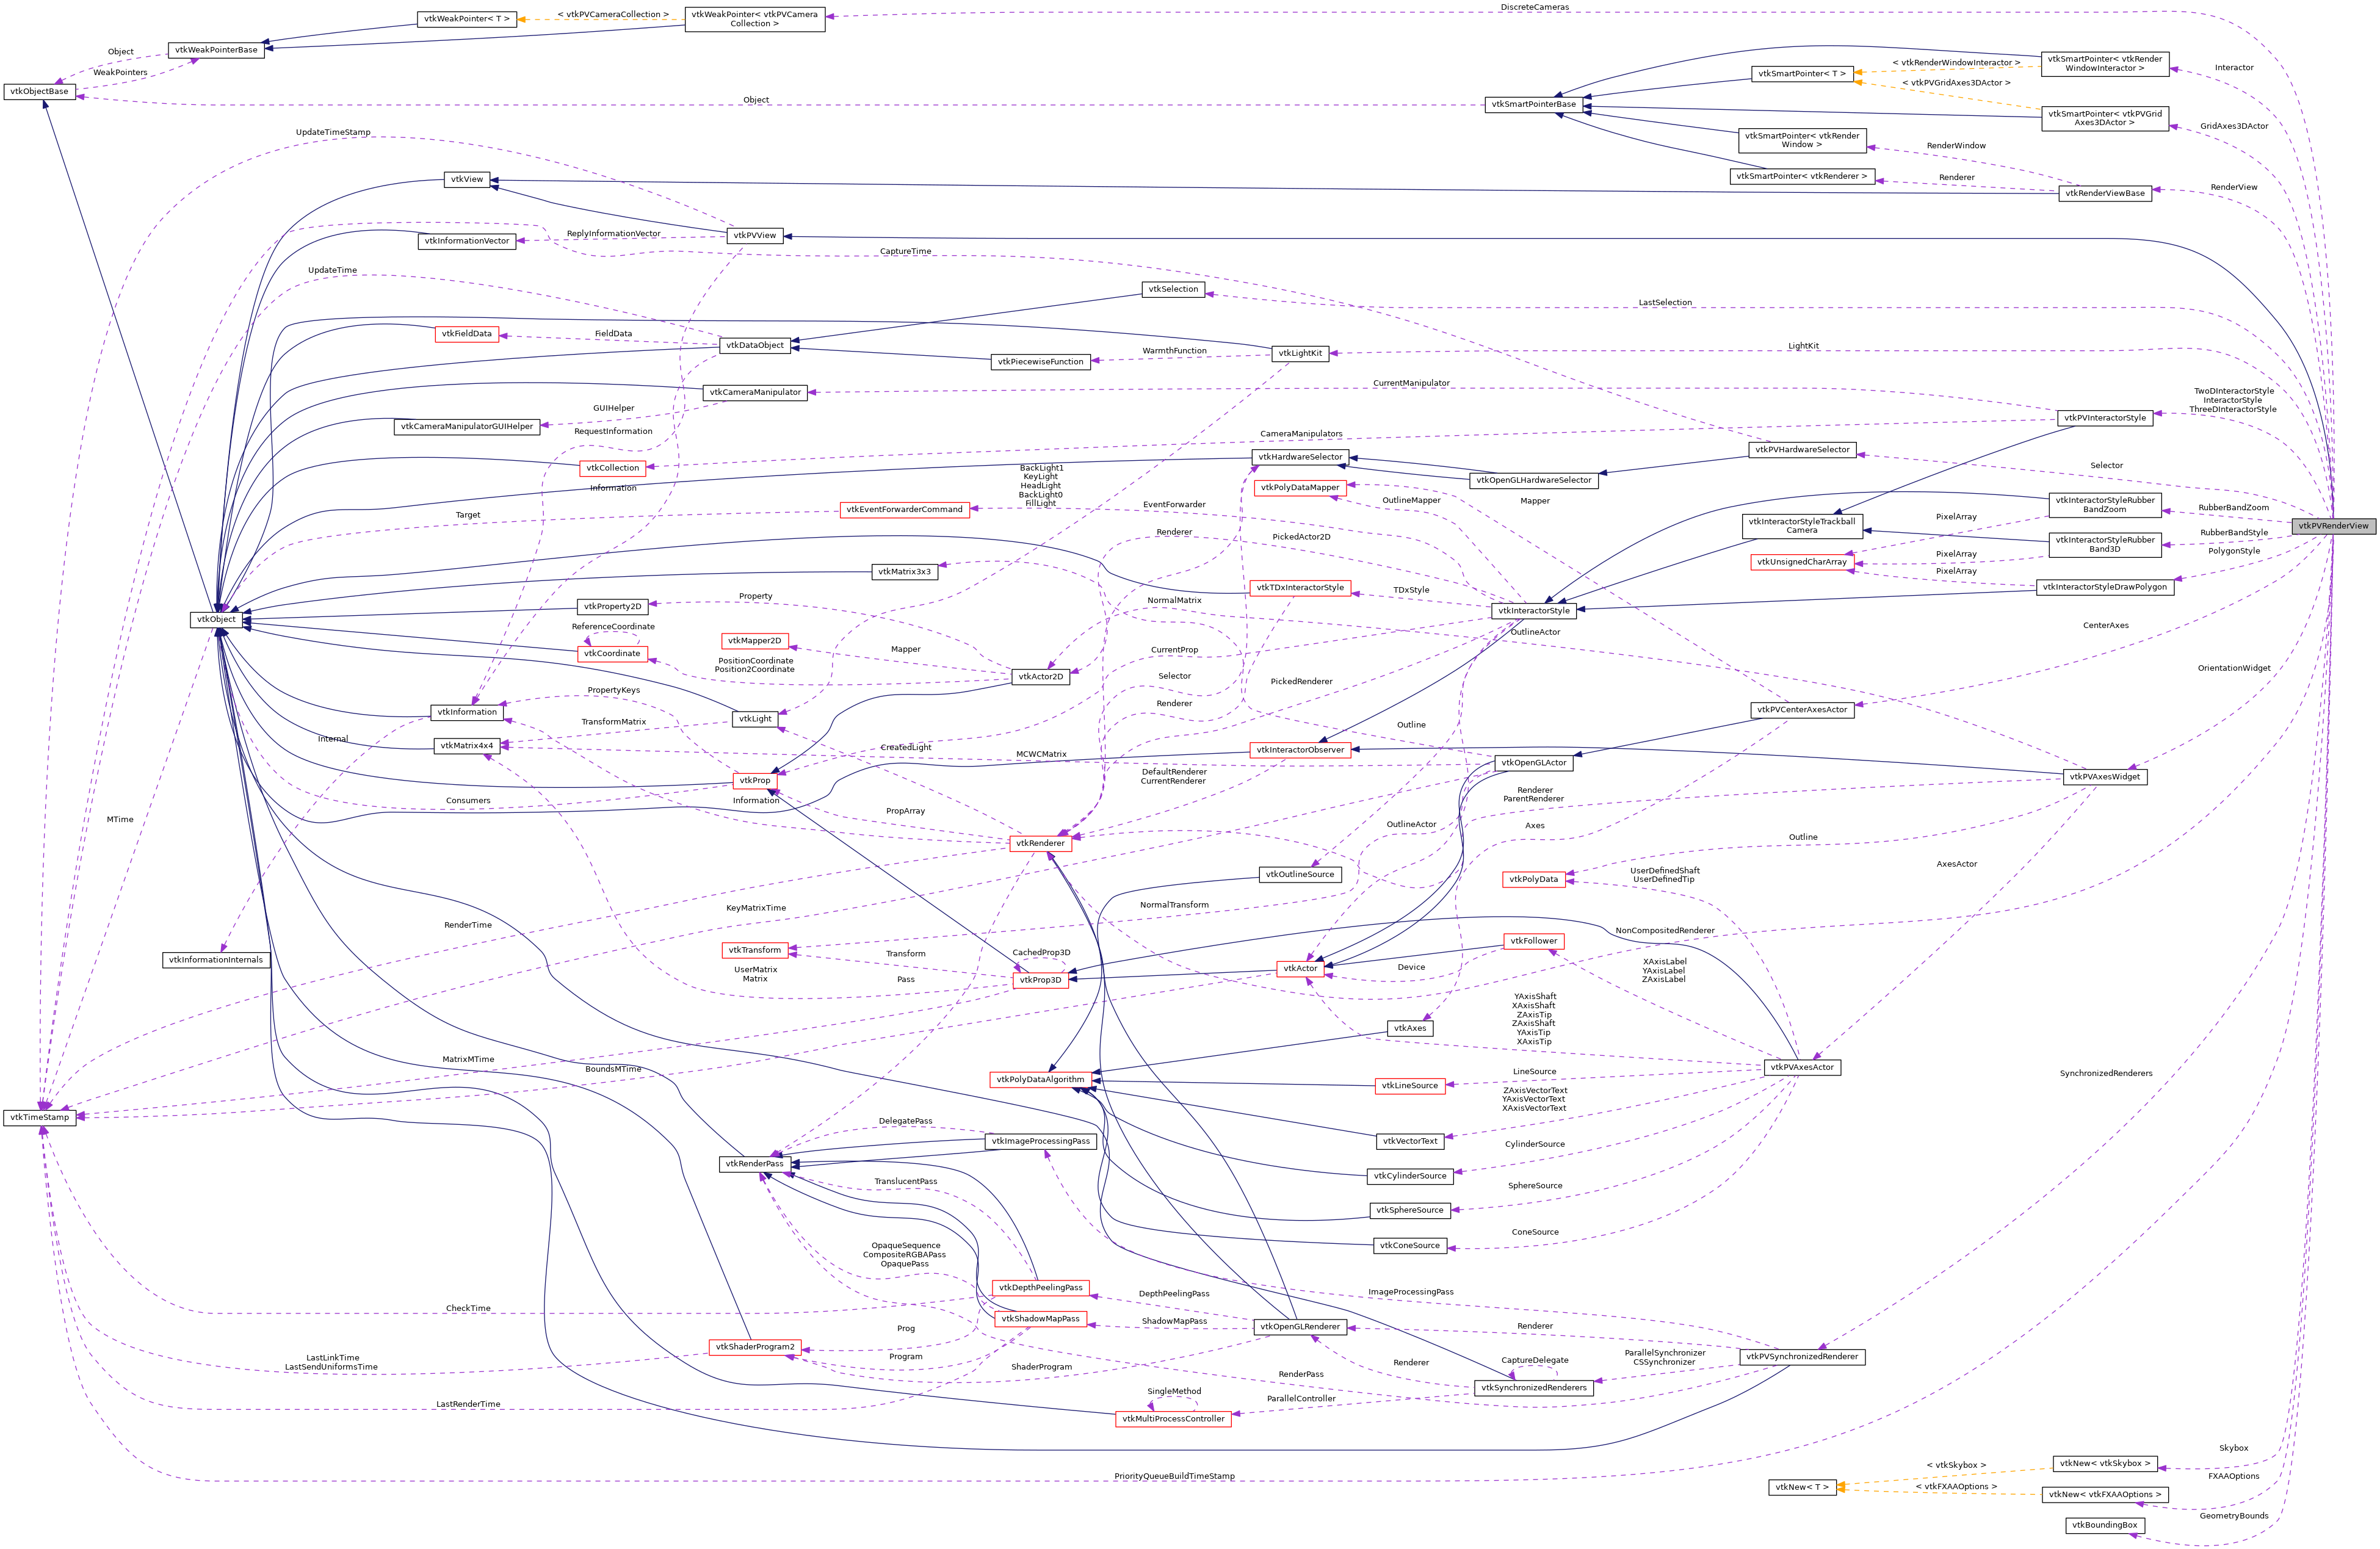 DiscreteCameras
vtkWeakPointer< T >
< vtkPVCameraCollection >
vtkWeakPointer< vtkPVCamera
Collection >
vtkWeakPointerBase
Object
WeakPointers
vtkObjectBase
Object
vtkSmartPointerBase
vtkSmartPointer< T >
< vtkRenderWindowInteractor >
< vtkPVGridAxes3DActor >
vtkSmartPointer< vtkRender
WindowInteractor >
Interactor
vtkSmartPointer< vtkPVGrid
Axes3DActor >
GridAxes3DActor
vtkSmartPointer< vtkRender
Window >
RenderWindow
vtkSmartPointer< vtkRenderer >
Renderer
vtkRenderViewBase
RenderView
UpdateTimeStamp
vtkView
vtkPVView
ReplyInformationVector
vtkInformationVector
CaptureTime
UpdateTime
vtkSelection
LastSelection
vtkFieldData
FieldData
vtkDataObject
vtkPiecewiseFunction
WarmthFunction
vtkLightKit
LightKit
vtkCameraManipulator
CurrentManipulator
GUIHelper
vtkCameraManipulatorGUIHelper
TwoDInteractorStyle
InteractorStyle
ThreeDInteractorStyle
vtkPVInteractorStyle
RequestInformation
CameraManipulators
vtkCollection
Information
vtkHardwareSelector
vtkPVHardwareSelector
Selector
BackLight1
KeyLight
HeadLight
BackLight0
FillLight
vtkPolyDataMapper
vtkOpenGLHardwareSelector
OutlineMapper
Mapper
EventForwarder
vtkEventForwarderCommand
Target
vtkInteractorStyleRubber
BandZoom
RubberBandZoom
vtkInteractorStyleTrackball
Camera
PixelArray
vtkPVRenderView
Renderer
PickedActor2D
vtkInteractorStyleRubber
Band3D
RubberBandStyle
PixelArray
vtkUnsignedCharArray
PolygonStyle
PixelArray
vtkInteractorStyleDrawPolygon
vtkMatrix3x3
vtkTDxInteractorStyle
TDxStyle
vtkInteractorStyle
NormalMatrix
Property
vtkProperty2D
vtkObject
ReferenceCoordinate
vtkCoordinate
vtkMapper2D
Mapper
PositionCoordinate
Position2Coordinate
vtkActor2D
CurrentProp
OutlineActor
CenterAxes
OrientationWidget
PropertyKeys
Selector
PickedRenderer
Renderer
vtkInformation
vtkLight
TransformMatrix
vtkPVCenterAxesActor
Outline
Internal
vtkMatrix4x4
CreatedLight
MCWCMatrix
vtkInteractorObserver
vtkOpenGLActor
vtkPVAxesWidget
vtkProp
DefaultRenderer
CurrentRenderer
Consumers
Information
PropArray
Renderer
ParentRenderer
MTime
OutlineActor
Axes
Outline
vtkRenderer
AxesActor
vtkOutlineSource
vtkPolyData
UserDefinedShaft
UserDefinedTip
KeyMatrixTime
NormalTransform
RenderTime
NonCompositedRenderer
vtkInformationInternals
vtkTransform
Transform
CachedProp3D
vtkProp3D
vtkFollower
Device
vtkActor
XAxisLabel
YAxisLabel
ZAxisLabel
UserMatrix
Matrix
Pass
YAxisShaft
XAxisShaft
ZAxisTip
ZAxisShaft
YAxisTip
XAxisTip
vtkAxes
MatrixMTime
BoundsMTime
vtkPolyDataAlgorithm
vtkPVAxesActor
LineSource
vtkLineSource
SynchronizedRenderers
ZAxisVectorText
YAxisVectorText
XAxisVectorText
vtkTimeStamp
DelegatePass
vtkImageProcessingPass
vtkVectorText
CylinderSource
vtkRenderPass
TranslucentPass
vtkCylinderSource
SphereSource
vtkSphereSource
ConeSource
vtkConeSource
OpaqueSequence
CompositeRGBAPass
OpaquePass
vtkDepthPeelingPass
DepthPeelingPass
ImageProcessingPass
CheckTime
vtkShadowMapPass
ShadowMapPass
vtkOpenGLRenderer
Renderer
Prog
vtkShaderProgram2
Program
ShaderProgram
LastLinkTime
LastSendUniformsTime
RenderPass
Renderer
CaptureDelegate
ParallelSynchronizer
CSSynchronizer
vtkPVSynchronizedRenderer
vtkSynchronizedRenderers
SingleMethod
ParallelController
LastRenderTime
vtkMultiProcessController
PriorityQueueBuildTimeStamp
Skybox
vtkNew< vtkSkybox >
< vtkSkybox >
FXAAOptions
vtkNew< T >
< vtkFXAAOptions >
vtkNew< vtkFXAAOptions >
GeometryBounds
vtkBoundingBox